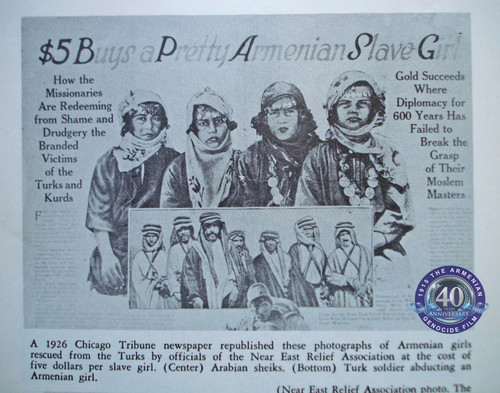 $5 Buys a Pretty Armenian Slave Girl
How the
Missionaries
Are Redeeming
from Shame and
Drudgery the
Branded
Victims
of the
Turks and
Kurds
Gold Succeeds
Where
Diplomacy for
600 Years Has
Failed to
Break the
Grasp
of Their
Moslem
Masters
1915 THE ARMENIAN
40
ANNIVERSARY
GENOCIDE FILM
A 1926 Chicago Tribune newspaper republished these photographs of Armenian girls
rescued from the Turks by officials of the Near East Relief Association at the cost of
five dollars per slave girl. (Center) Arabian sheiks. (Bottom) Turk soldier abducting an
Armenian girl.
(Near East Relief Association photo. The